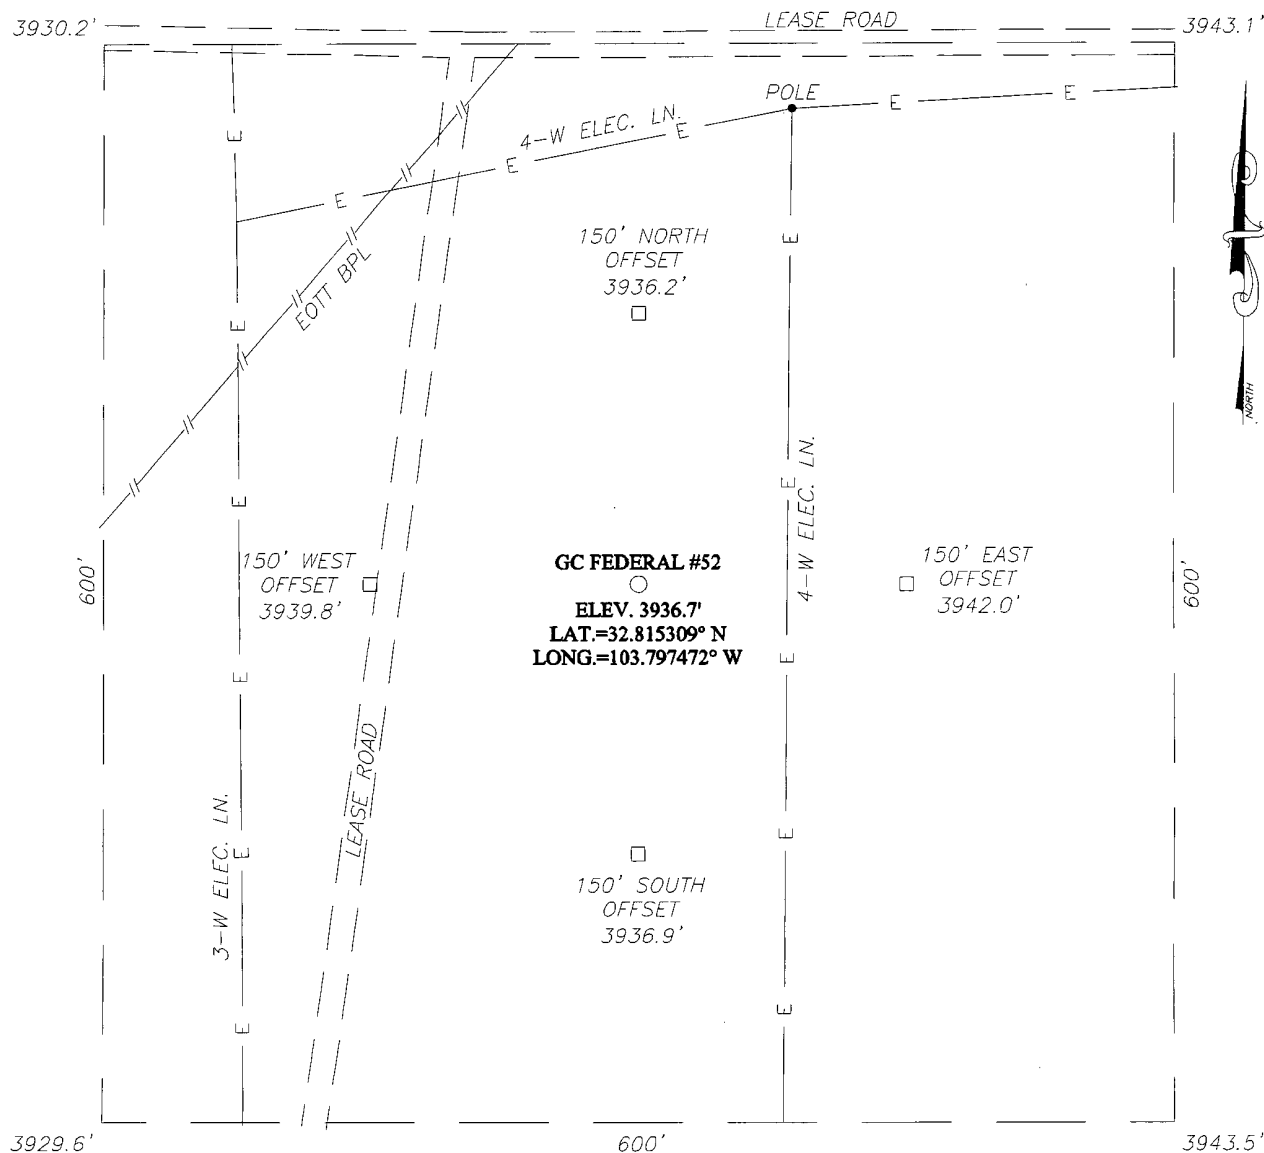 LEASE ROAD
3930.2'
3943.1'
POLE
E
E
4-W ELEC. LN.
E
E
E
E
150' NORTH
OFFSET
3936.2'
E
EOTT BPL
E
NORTH
4-W ELEC. LN.
E
E
600'
150' WEST
OFFSET
3939.8'
GC FEDERAL #52
ELEV. 3936.7'
LAT.=32.815309° N
LONG.=103.797472° W
150' EAST
OFFSET
3942.0'
600'
E
E
LEASE ROAD
3-W ELEC. LN.
E
E
150' SOUTH
OFFSET
3936.9'
E
E
3929.6'
600'
3943.5'